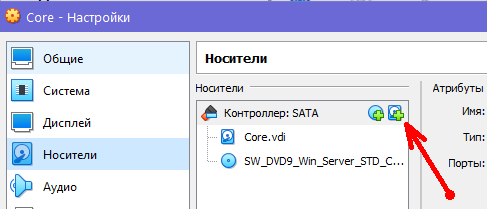 Core - Настройки
Общие
Система
Дисплей
Носители
Аудио
Носители
Носители
Контроллер: SATA
Core.vdi
SW_DVD9_Win_Server_STD_C...
Атрибуты
Имя:
Тип:
Порты: